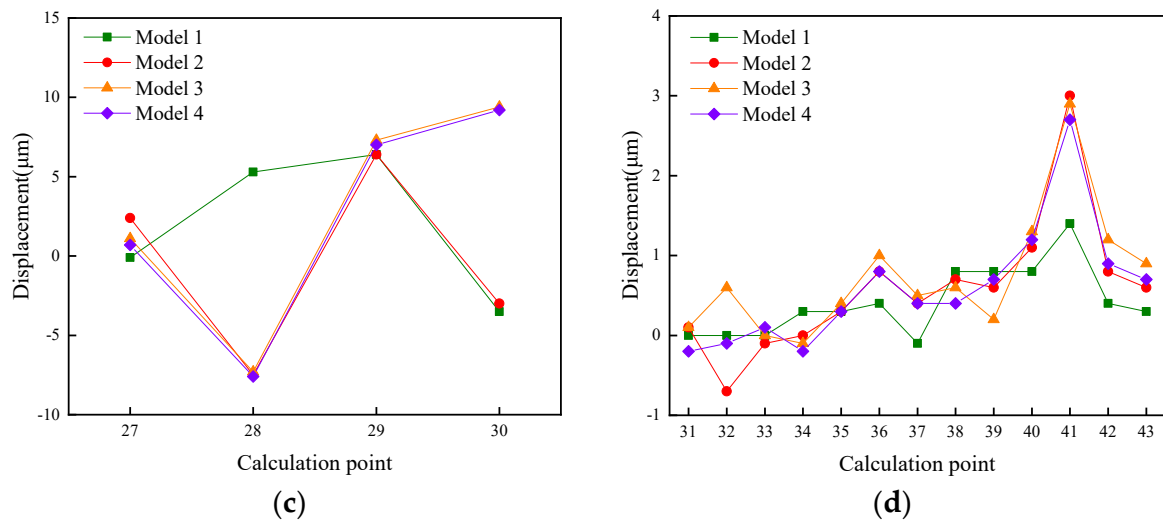 15
10
5
0
-5
-10
Displacement(μm)
Model 1
Model 2
Model 3
Model 4
27 28 29 30
Calculation point
(c)
4
3
2
1
0
-1
Displacement(μm)
Model 1
Model 2
Model 3
Model 4
31 32 33 34 35 36 37 38 39 40 41 42 43
Calculation point
(d)